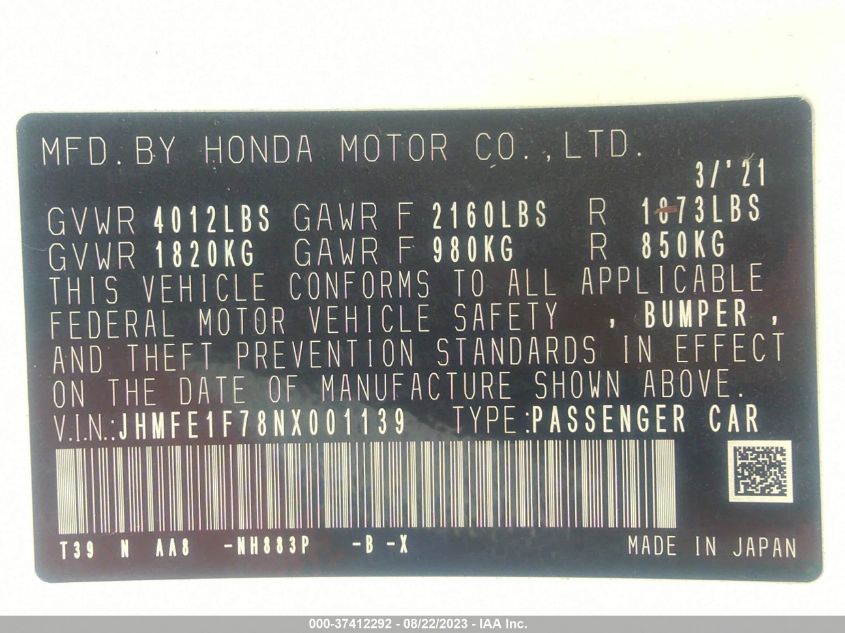 MFD. BY HONDA MOTOR CO., LTD.
3/'21
GVWR 4012LBS GAWR F 2160LBS R 1873LBS
GVWR 1820KG GAWR F 980KG R 850KG
THIS VEHICLE CONFORMS TO ALL APPLICABLE
FEDERAL MOTOR VEHICLE SAFETY , BUMPER ,
AND THEFT PREVENTION STANDARDS IN EFFECT
ON THE DATE OF MANUFACTURE SHOWN ABOVE.
V.I.N.:JHMFE1F78NX001139 TYPE:PASSENGER CAR
T39 N AA8 -NH883P -B -X MADE IN JAPAN
000-37412292 - 08/22/2023 - IAA Inc.